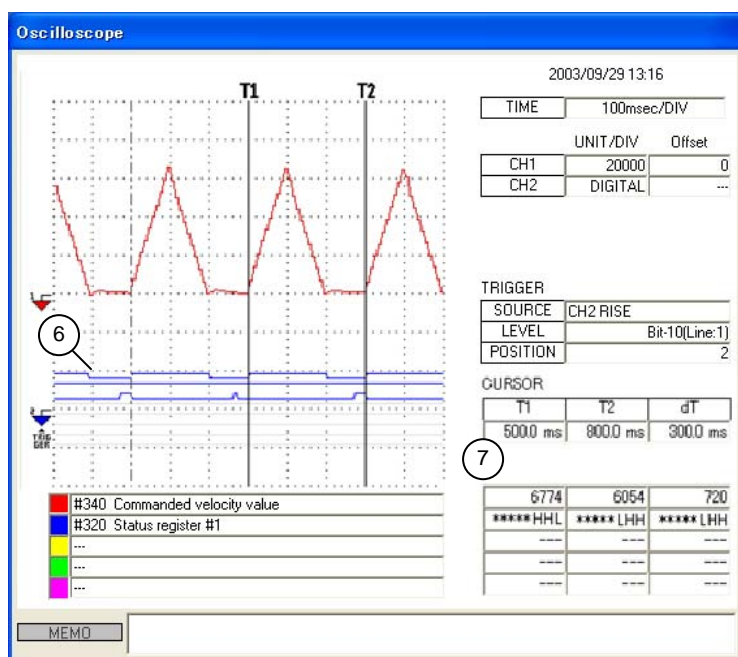 Oscilloscope
2003/09/29 13:16
T1 T2
TIME 100msec/DIV
UNIT/DIV Offset
CH1 20000 0
CH2 DIGITAL ---
TRIGGER
SOURCE CH2 RISE
LEVEL Bit-10(Line:1)
POSITION 2
6
CURSOR
T1 T2 dT
500.0 ms 800.0 ms 300.0 ms
7
TRIG
GER
6774 6054 720
*****HHL *****LHH *****LHH
--- --- ---
--- --- ---
--- --- ---
#340 Commanded velocity value
#320 Status register #1
---
---
---
MEMO